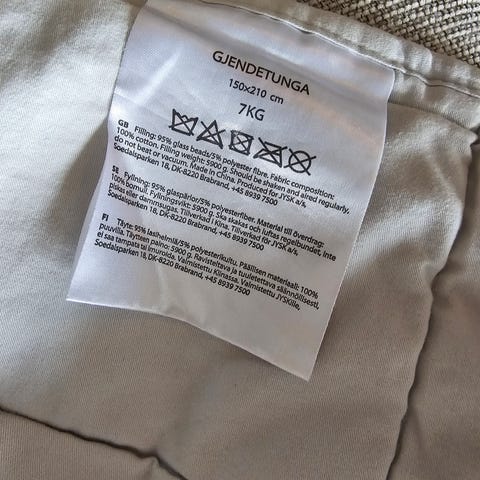 GJENDETUNGA
150x210 cm
7KG
GB Filling: 95% glass beads/5% polyester fibre. Fabric composition:
100% cotton. Filling weight: 5900 g. Should be shaken and aired regularly,
do not beat or vacuum. Made in China. Produced for JYSK a/s,
Soedalsparken 18, DK-8220 Brabrand, +45 8939 7500
SE Fyllning: 95% glaspärlor/5% polyesterfiber. Material till överdrag:
100% bomull. Fyllningsvikt: 5900 g. Ska skakas och luftas regelbundet, inte
piskas eller dammsugas. Tillverkad i Kina. Tillverkad för JYSK a/s,
Soedalsparken 18, DK-8220 Brabrand, +45 8939 7500
FI Täyte: 95% lasihelmiä/5% polyesterikuitu. Päällisen materiaali: 100%
Puuvilla. Täytteen paino: 5900 g. Ravisteltava ja tuuletettava säännöllisesti,
ei saa tampata tai imuroida. Valmistettu Kiinassa. Valmistettu JYSKille,
Soedalsparken 18, DK-8220 Brabrand, +45 8939 7500